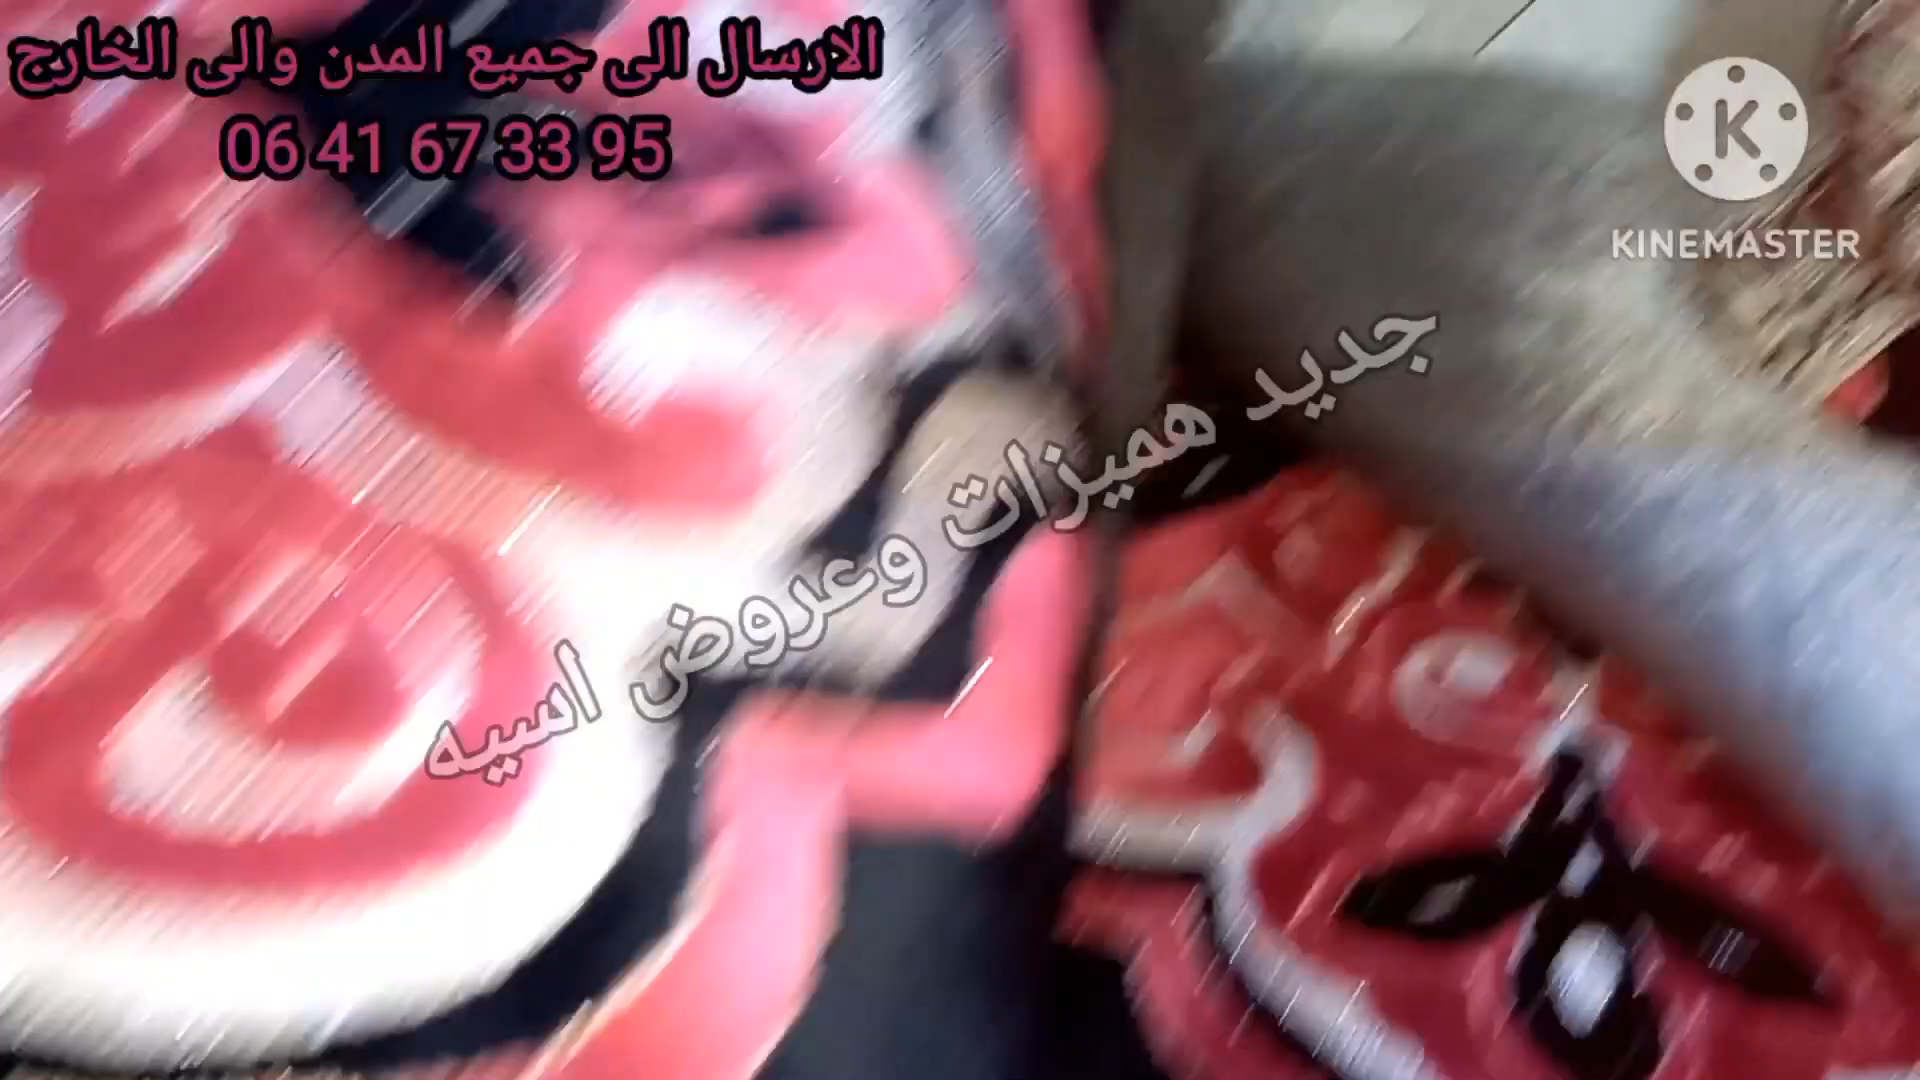 الارسال الى جميع المدن والى الخارج
06 41 67 33 95
KINEMASTER
جديد هميزات وعروض اسيه